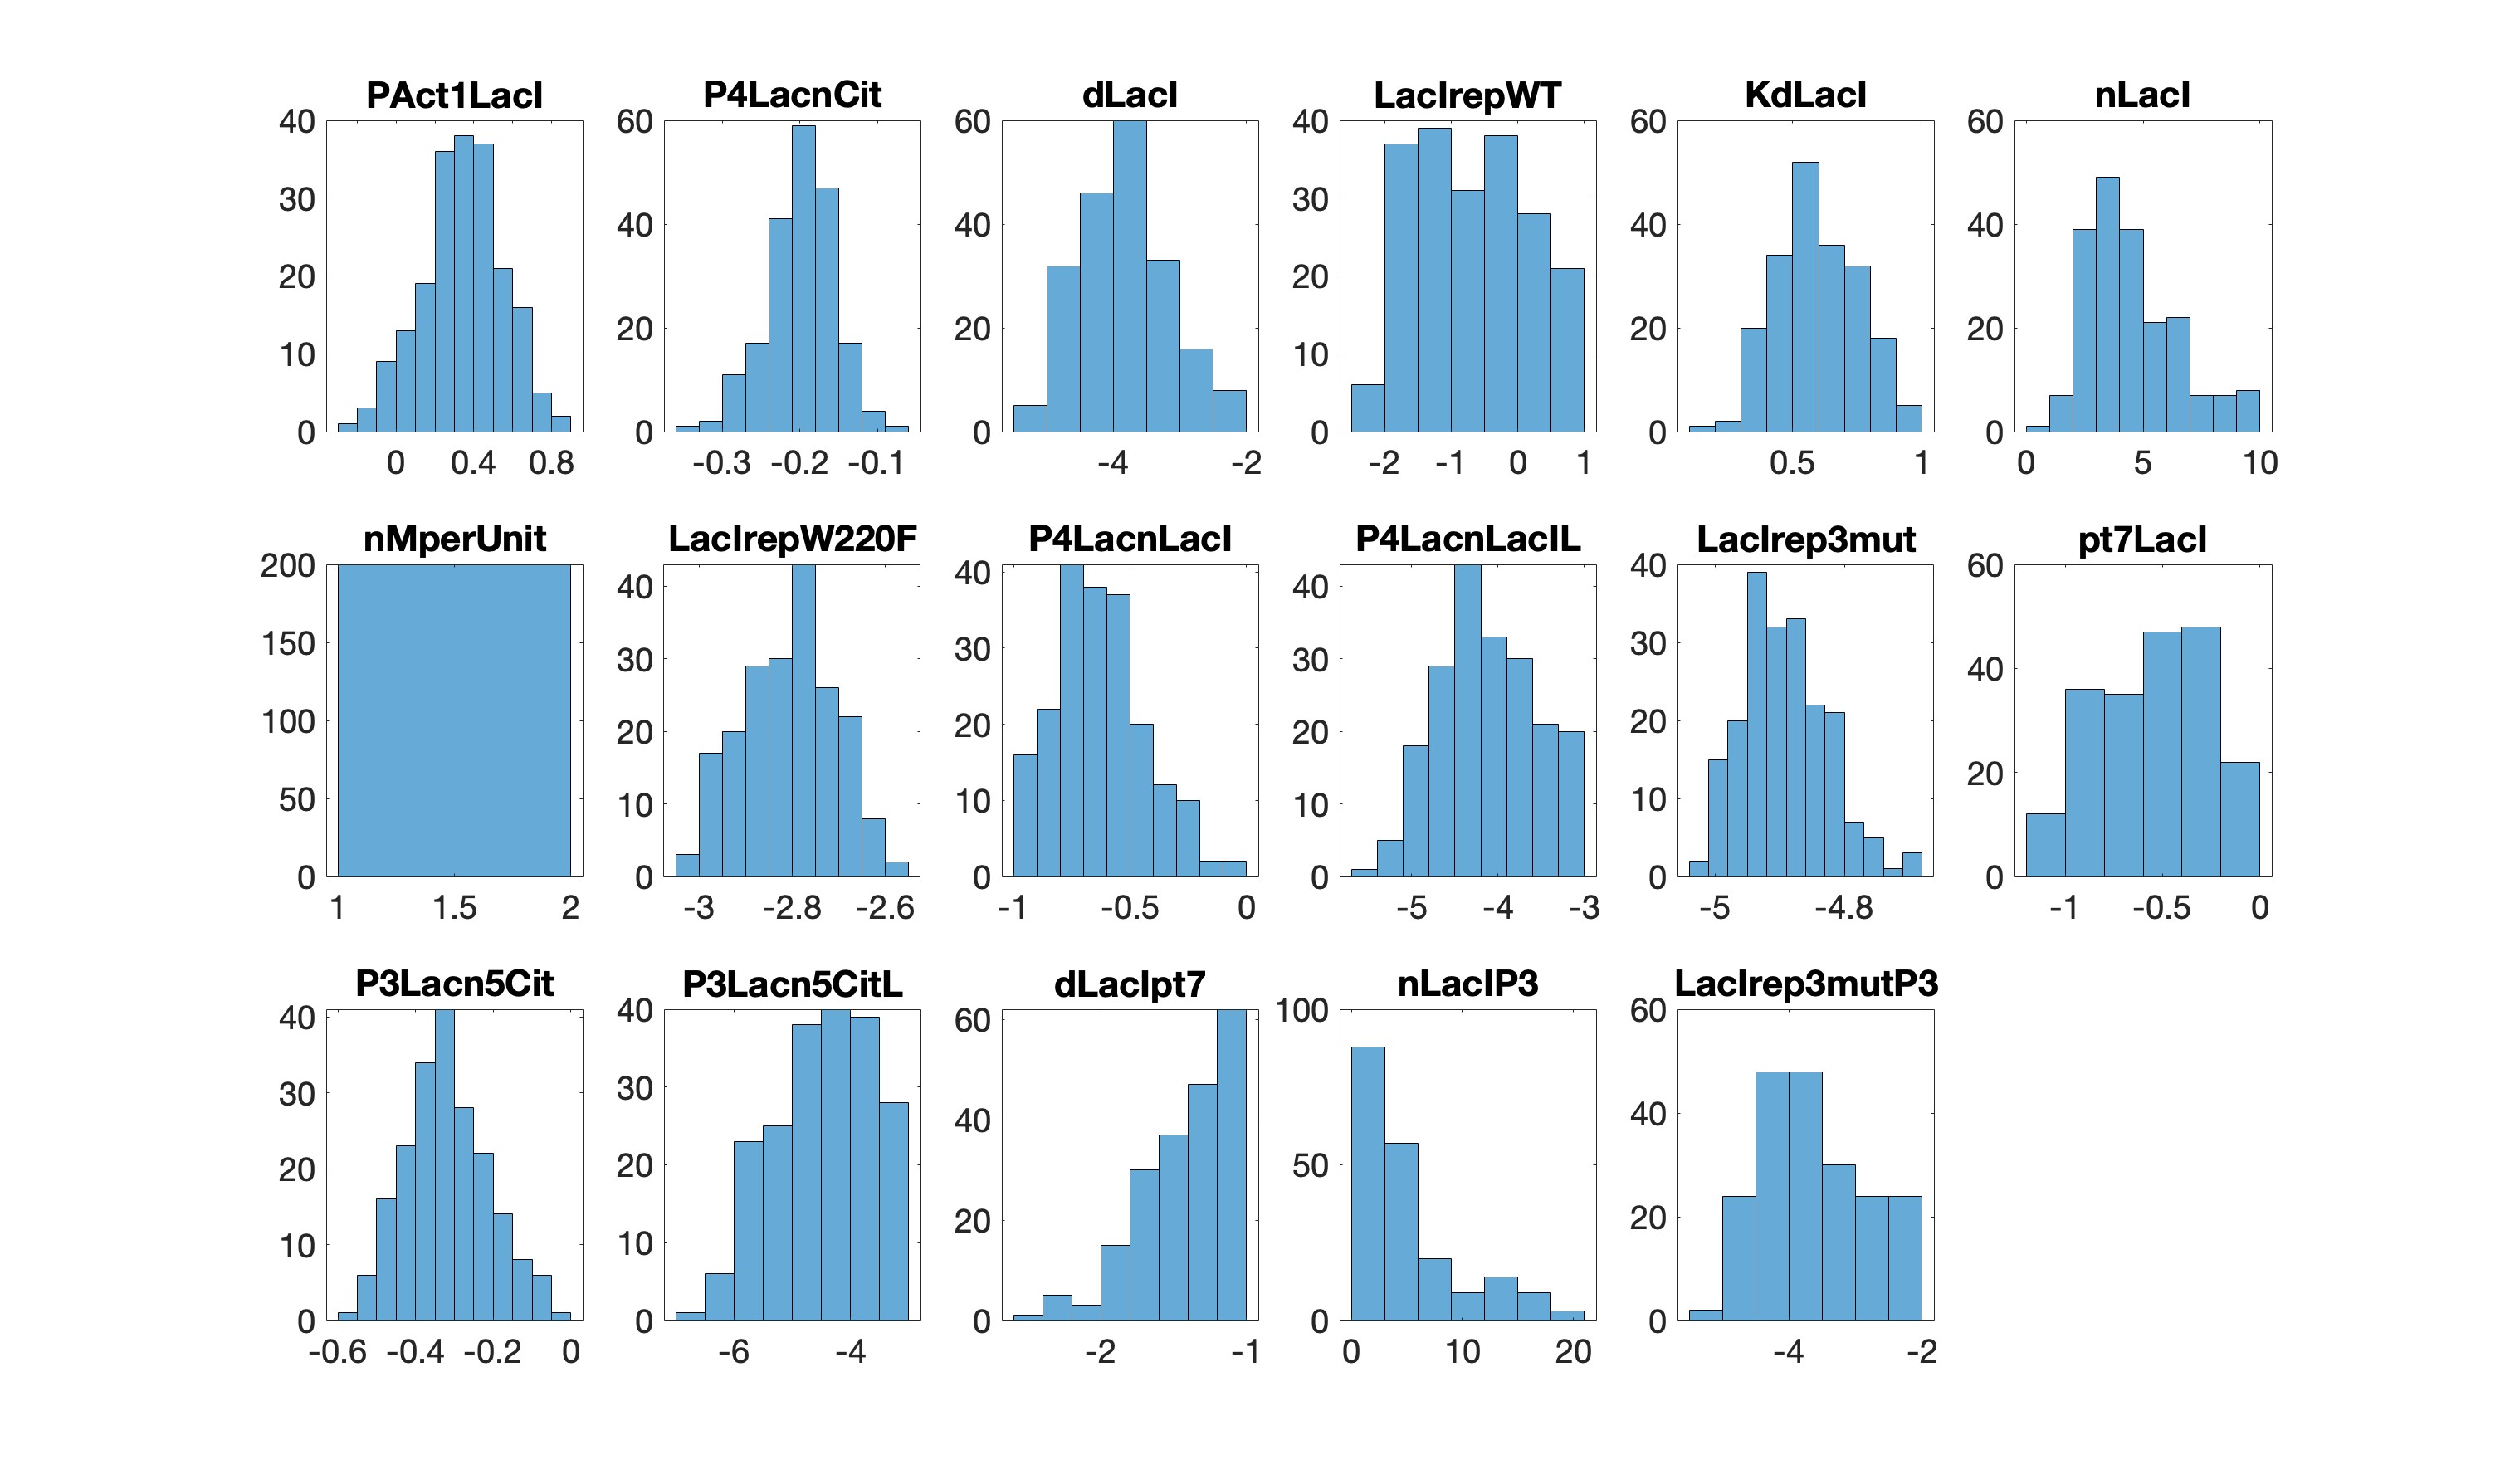 PAct1LacI P4LacnCit dLacI LacIrepWT KdLacI nLacI
40 60 60 40 60 60
30 40 40 30 40 40
20 20 20 20 20 20
10 10
0 0 0 0 0 0
0 0.4 0.8 -0.3 -0.2 -0.1 -4 -2 -2 -1 0 1 0.5 1 0 5 10
nMperUnit LacIrepW220F P4LacnLacI P4LacnLacIL LacIrep3mut pt7LacI
200 40 40 40 40 60
150 30 30 30 30 40
100 20 20 20 20 20
50 10 10 10 10
0 0 0 0 0 0
1 1.5 2 -3 -2.8 -2.6 -1 -0.5 0 -5 -4 -3 -5 -4.8 -1 -0.5 0
P3Lacn5Cit P3Lacn5CitL dLacIpt7 nLacIP3 LacIrep3mutP3
40 40 60 100 60
30 30 40 50 40
20 20 20 20
10 10
0 0 0 0 0
-0.6 -0.4 -0.2 0 -6 -4 -2 -1 0 10 20 -4 -2